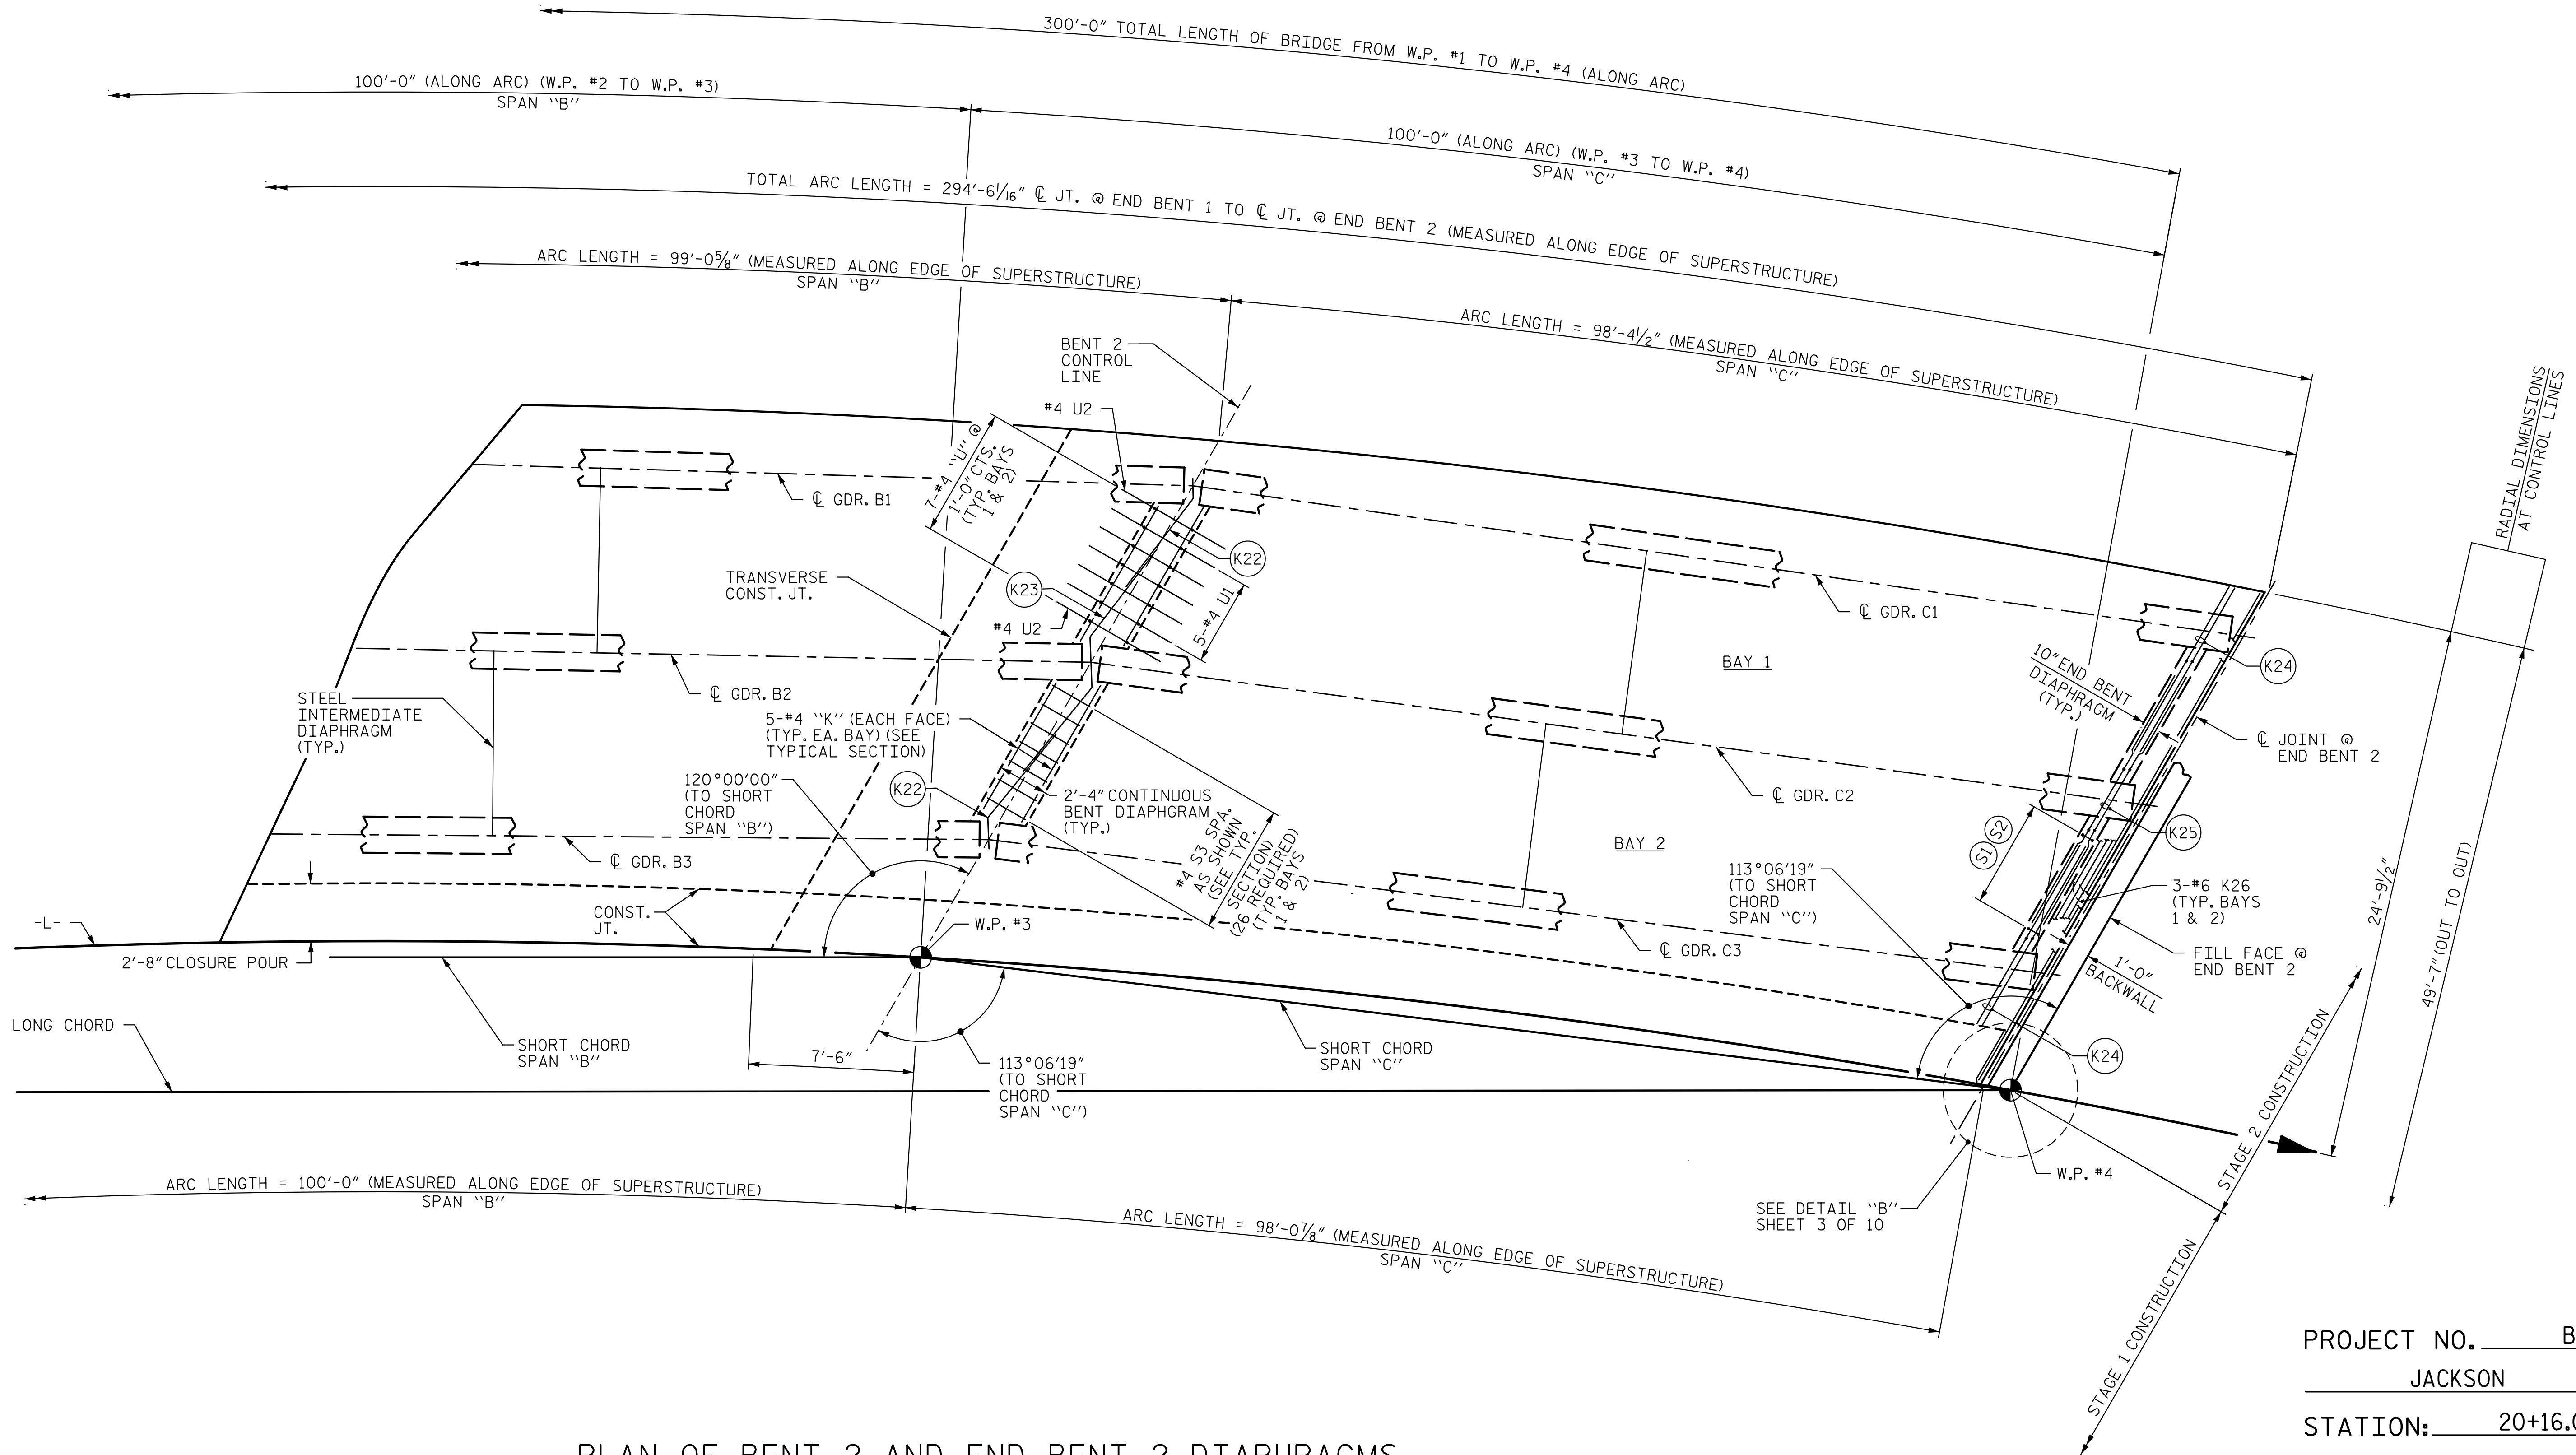 300'-0" TOTAL LENGTH OF BRIDGE FROM W.P. #1 TO W.P. #4 (ALONG ARC)
100'-0" (ALONG ARC) (W.P. #2 TO W.P. #3)
SPAN "B"
100'-0" (ALONG ARC) (W.P. #3 TO W.P. #4)
SPAN "C"
TOTAL ARC LENGTH = 294'-6 1/16" ℄ JT. @ END BENT 1 TO ℄ JT. @ END BENT 2 (MEASURED ALONG EDGE OF SUPERSTRUCTURE)
ARC LENGTH = 99'-0 5/8" (MEASURED ALONG EDGE OF SUPERSTRUCTURE)
SPAN "B"
ARC LENGTH = 98'-4 1/2" (MEASURED ALONG EDGE OF SUPERSTRUCTURE)
SPAN "C"
BENT 2
CONTROL
LINE
#4 U2
7-#4 "U" @
1'-0" CTS.
(TYP. BAYS
1 & 2)
RADIAL DIMENSIONS
AT CONTROL LINES
℄ GDR. B1
K22
K23
TRANSVERSE
CONST. JT.
#4 U2
5-#4 U1
℄ GDR. C1
BAY 1
10" END BENT
DIAPHRAGM
(TYP.)
K24
℄ JOINT @
END BENT 2
℄ GDR. B2
STEEL
INTERMEDIATE
DIAPHRAGM
(TYP.)
5-#4 "K" (EACH FACE)
(TYP. EA. BAY) (SEE
TYPICAL SECTION)
120°00'00"
(TO SHORT
CHORD
SPAN "B")
K22
2'-4" CONTINUOUS
BENT DIAPHGRAM
(TYP.)
#4 S3 SPA.
AS SHOWN
(SEE TYP.
SECTION)
(26 REQUIRED)
(TYP. BAYS
1 & 2)
℄ GDR. C2
BAY 2
S1 S2
K25
113°06'19"
(TO SHORT
CHORD
SPAN "C")
3-#6 K26
(TYP. BAYS
1 & 2)
24'-9 1/2"
49'-7" (OUT TO OUT)
℄ GDR. B3
-L-
CONST.
JT.
W.P. #3
℄ GDR. C3
FILL FACE @
END BENT 2
1'-0"
BACKWALL
2'-8" CLOSURE POUR
LONG CHORD
SHORT CHORD
SPAN "B"
7'-6"
113°06'19"
(TO SHORT
CHORD
SPAN "C")
SHORT CHORD
SPAN "C"
K24
STAGE 2 CONSTRUCTION
W.P. #4
SEE DETAIL "B"
SHEET 3 OF 10
ARC LENGTH = 100'-0" (MEASURED ALONG EDGE OF SUPERSTRUCTURE)
SPAN "B"
ARC LENGTH = 98'-0 7/8" (MEASURED ALONG EDGE OF SUPERSTRUCTURE)
SPAN "C"
STAGE 1 CONSTRUCTION
PROJECT NO. B
JACKSON
STATION: 20+16.0
PLAN OF BENT 2 AND END BENT 2 DIAPHRAGMS